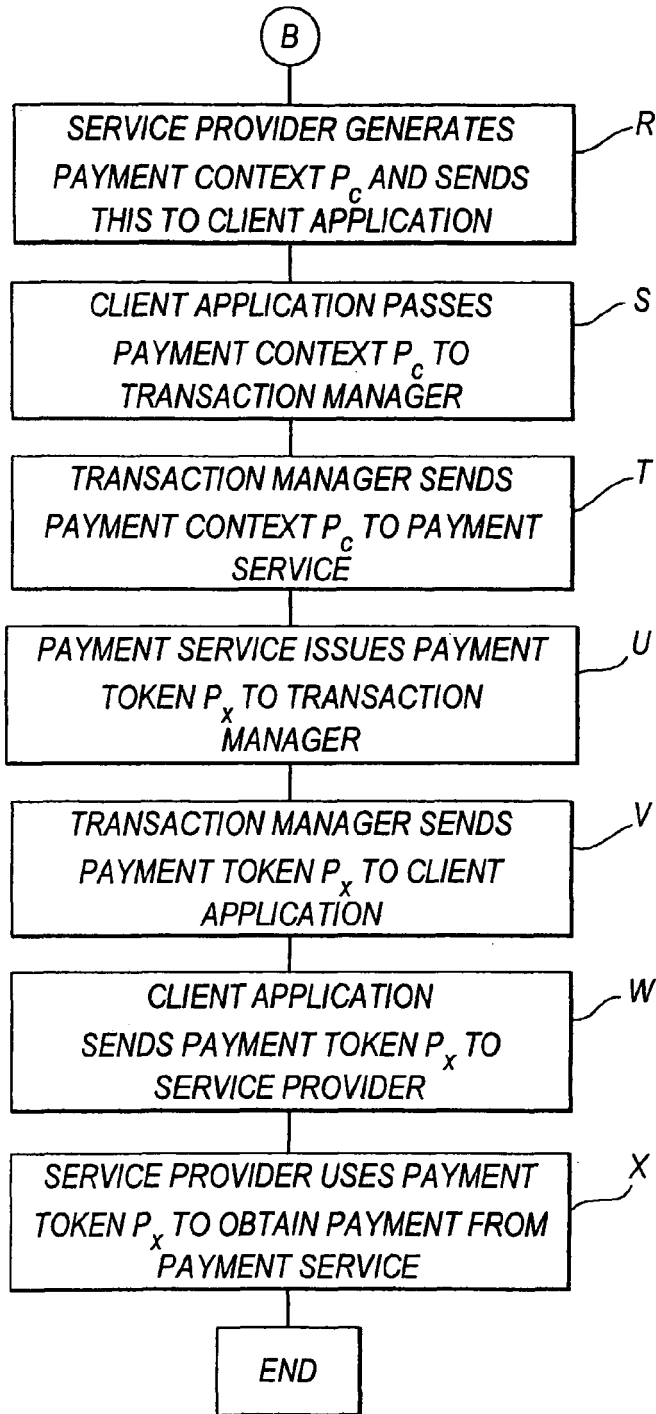 B
SERVICE PROVIDER GENERATES
PAYMENT CONTEXT Pc AND SENDS
THIS TO CLIENT APPLICATION
R
CLIENT APPLICATION PASSES
PAYMENT CONTEXT Pc TO
TRANSACTION MANAGER
S
TRANSACTION MANAGER SENDS
PAYMENT CONTEXT Pc TO PAYMENT
SERVICE
T
PAYMENT SERVICE ISSUES PAYMENT
TOKEN Px TO TRANSACTION
MANAGER
U
TRANSACTION MANAGER SENDS
PAYMENT TOKEN Px TO CLIENT
APPLICATION
V
CLIENT APPLICATION
SENDS PAYMENT TOKEN Px TO
SERVICE PROVIDER
W
SERVICE PROVIDER USES PAYMENT
TOKEN Px TO OBTAIN PAYMENT FROM
PAYMENT SERVICE
X
END